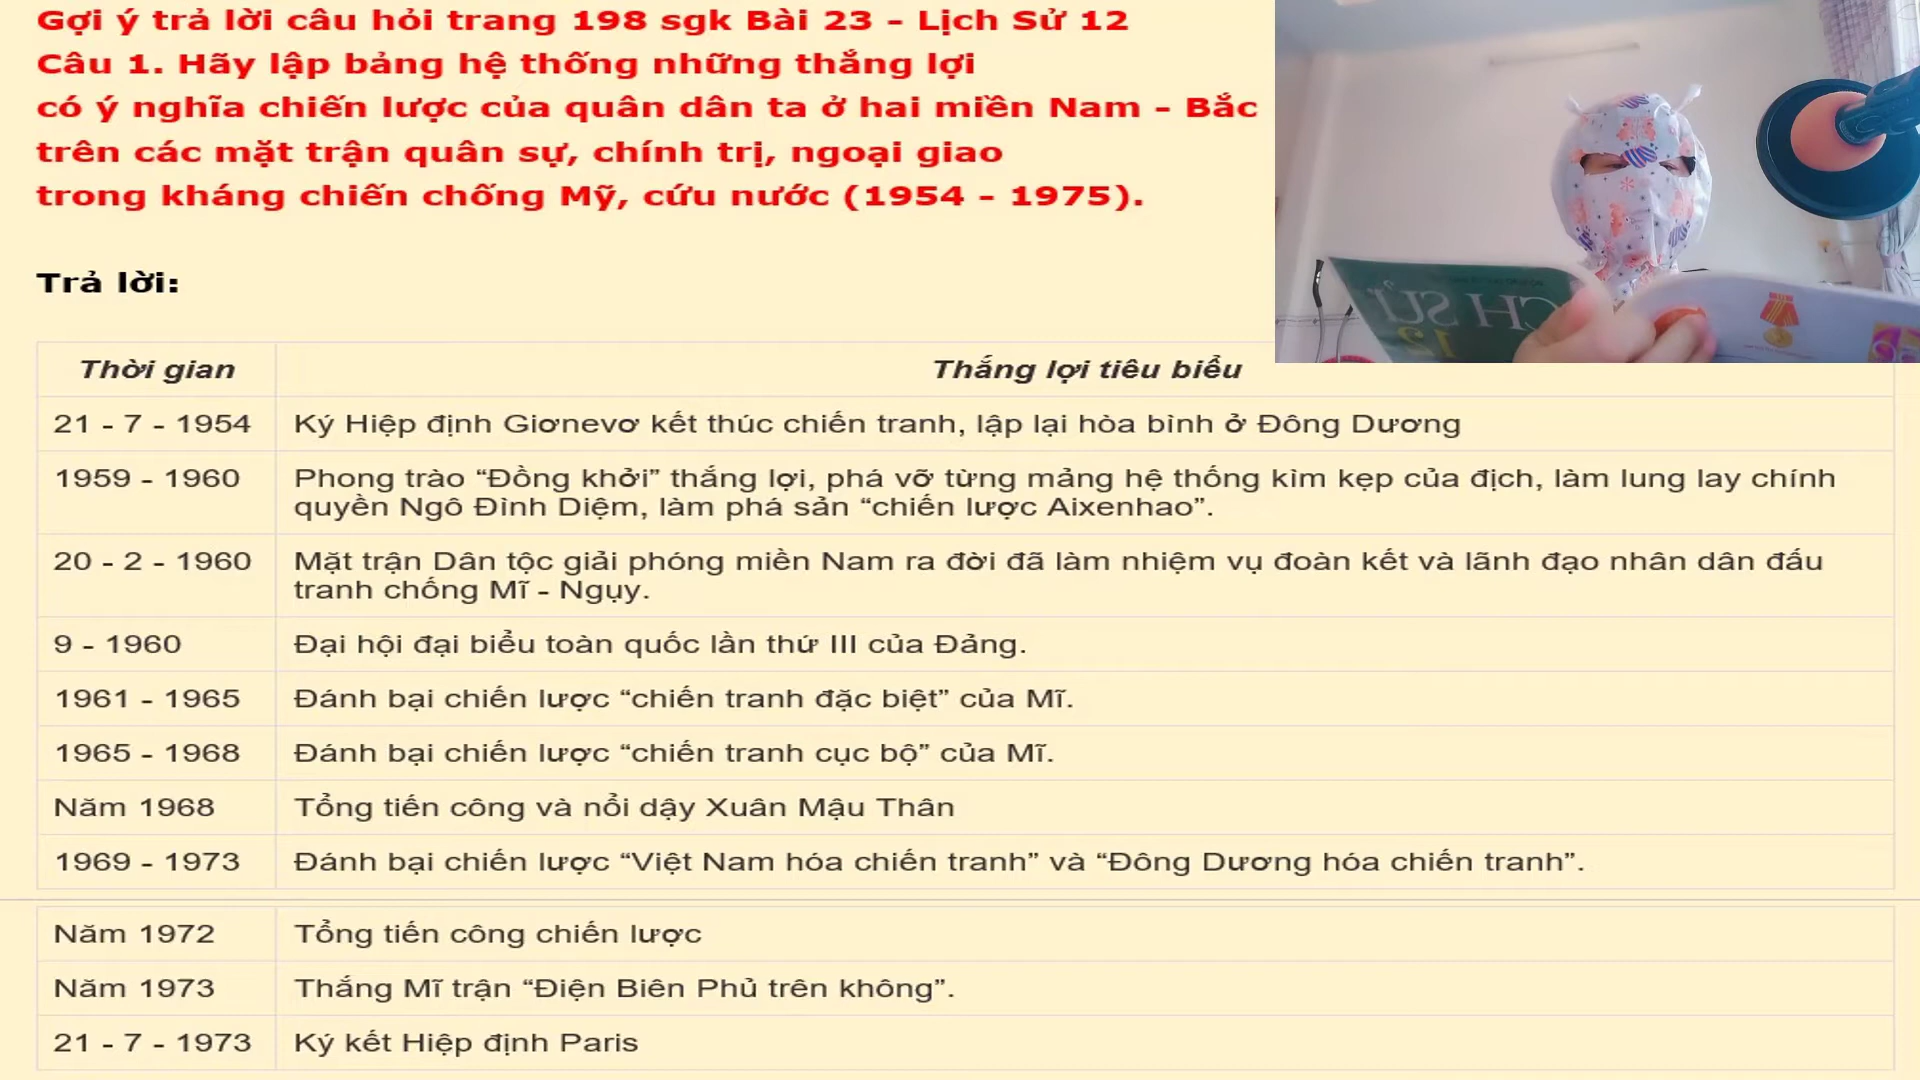 Gợi ý trả lời câu hỏi trang 198 sgk Bài 23 - Lịch Sử 12
Câu 1. Hãy lập bảng hệ thống những thắng lợi
có ý nghĩa chiến lược của quân dân ta ở hai miền Nam - Bắc
trên các mặt trận quân sự, chính trị, ngoại giao
trong kháng chiến chống Mỹ, cứu nước (1954 - 1975).
Trả lời:
Thời gian Thắng lợi tiêu biểu
21 - 7 - 1954 Ký Hiệp định Giơnevơ kết thúc chiến tranh, lập lại hòa bình ở Đông Dương
1959 - 1960 Phong trào “Đồng khởi” thắng lợi, phá vỡ từng mảng hệ thống kìm kẹp của địch, làm lung lay chính
quyền Ngô Đình Diệm, làm phá sản “chiến lược Aixenhao”.
20 - 2 - 1960 Mặt trận Dân tộc giải phóng miền Nam ra đời đã làm nhiệm vụ đoàn kết và lãnh đạo nhân dân đấu
tranh chống Mĩ - Ngụy.
9 - 1960 Đại hội đại biểu toàn quốc lần thứ III của Đảng.
1961 - 1965 Đánh bại chiến lược “chiến tranh đặc biệt” của Mĩ.
1965 - 1968 Đánh bại chiến lược “chiến tranh cục bộ” của Mĩ.
Năm 1968 Tổng tiến công và nổi dậy Xuân Mậu Thân
1969 - 1973 Đánh bại chiến lược “Việt Nam hóa chiến tranh” và “Đông Dương hóa chiến tranh”.
Năm 1972 Tổng tiến công chiến lược
Năm 1973 Thắng Mĩ trận “Điện Biên Phủ trên không”.
21 - 7 - 1973 Ký kết Hiệp định Paris